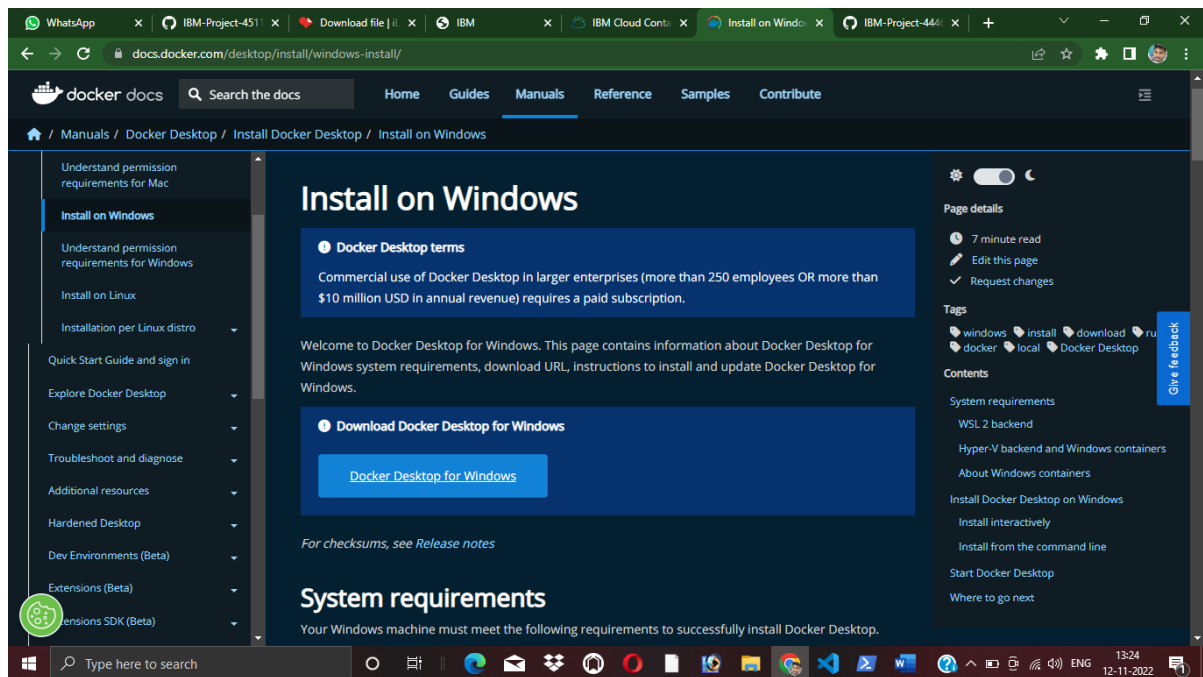 WhatsApp
IBM-Project-4511
Download file | iL
IBM
IBM Cloud Conta
Install on Windo
IBM-Project-444
docs.docker.com/desktop/install/windows-install/
docker docs
Search the docs
Home Guides Manuals Reference Samples Contribute
/ Manuals / Docker Desktop / Install Docker Desktop / Install on Windows
Understand permission
requirements for Mac
Install on Windows
Understand permission
requirements for Windows
Install on Linux
Installation per Linux distro
Quick Start Guide and sign in
Explore Docker Desktop
Change settings
Troubleshoot and diagnose
Additional resources
Hardened Desktop
Dev Environments (Beta)
Extensions (Beta)
ensions SDK (Beta)
Install on Windows
Docker Desktop terms
Commercial use of Docker Desktop in larger enterprises (more than 250 employees OR more than
$10 million USD in annual revenue) requires a paid subscription.
Welcome to Docker Desktop for Windows. This page contains information about Docker Desktop for
Windows system requirements, download URL, instructions to install and update Docker Desktop for
Windows.
Download Docker Desktop for Windows
Docker Desktop for Windows
For checksums, see Release notes
System requirements
Your Windows machine must meet the following requirements to successfully install Docker Desktop.
Page details
7 minute read
Edit this page
Request changes
Tags
windows install download ru
docker local Docker Desktop
Contents
System requirements
WSL 2 backend
Hyper-V backend and Windows containers
About Windows containers
Install Docker Desktop on Windows
Install interactively
Install from the command line
Start Docker Desktop
Where to go next
Give feedback
Type here to search
ENG
13:24
12-11-2022
1